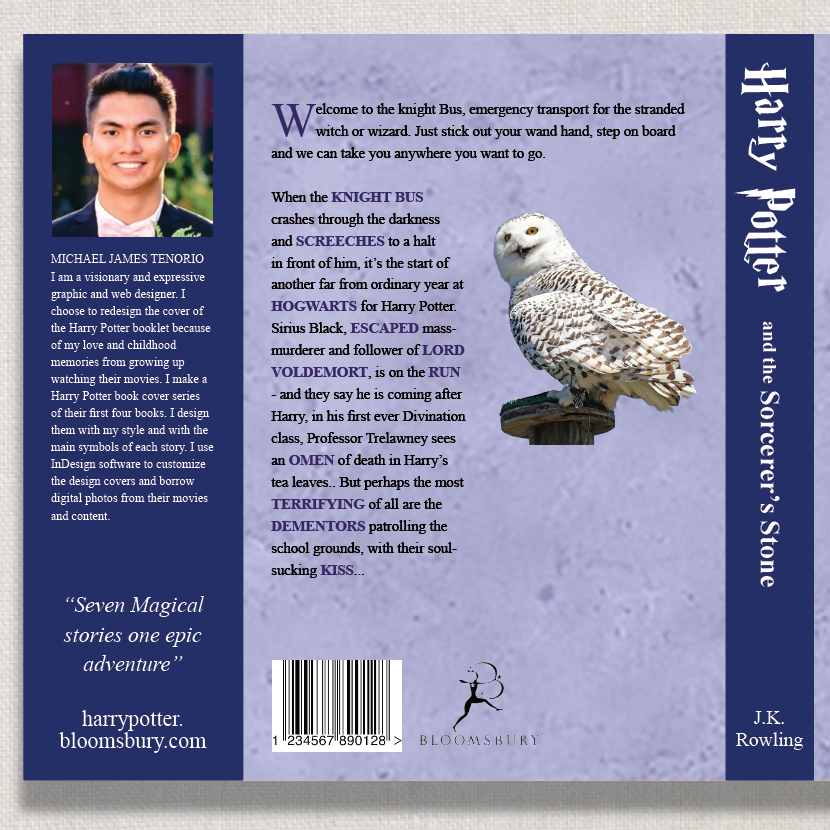 MICHAEL JAMES TENORIO
I am a visionary and expressive
graphic and web designer. I
choose to redesign the cover of
the Harry Potter booklet because
of my love and childhood
memories from growing up
watching their movies. I make a
Harry Potter book cover series
of their first four books. I design
them with my style and with the
main symbols of each story. I use
InDesign software to customize
the design covers and borrow
digital photos from their movies
and content.
“Seven Magical
stories one epic
adventure”
harrypotter.
bloomsbury.com
Welcome to the knight Bus, emergency transport for the stranded
witch or wizard. Just stick out your wand hand, step on board
and we can take you anywhere you want to go.
When the KNIGHT BUS
crashes through the darkness
and SCREECHES to a halt
in front of him, it’s the start of
another far from ordinary year at
HOGWARTS for Harry Potter.
Sirius Black, ESCAPED mass-
murderer and follower of LORD
VOLDEMORT, is on the RUN
- and they say he is coming after
Harry, in his first ever Divination
class, Professor Trelawney sees
an OMEN of death in Harry’s
tea leaves.. But perhaps the most
TERRIFYING of all are the
DEMENTORS patrolling the
school grounds, with their soul-
sucking KISS...
1 234567 890128 >
BLOOMSBURY
Harry Potter
and the Sorcerer’s Stone
J.K.
Rowling